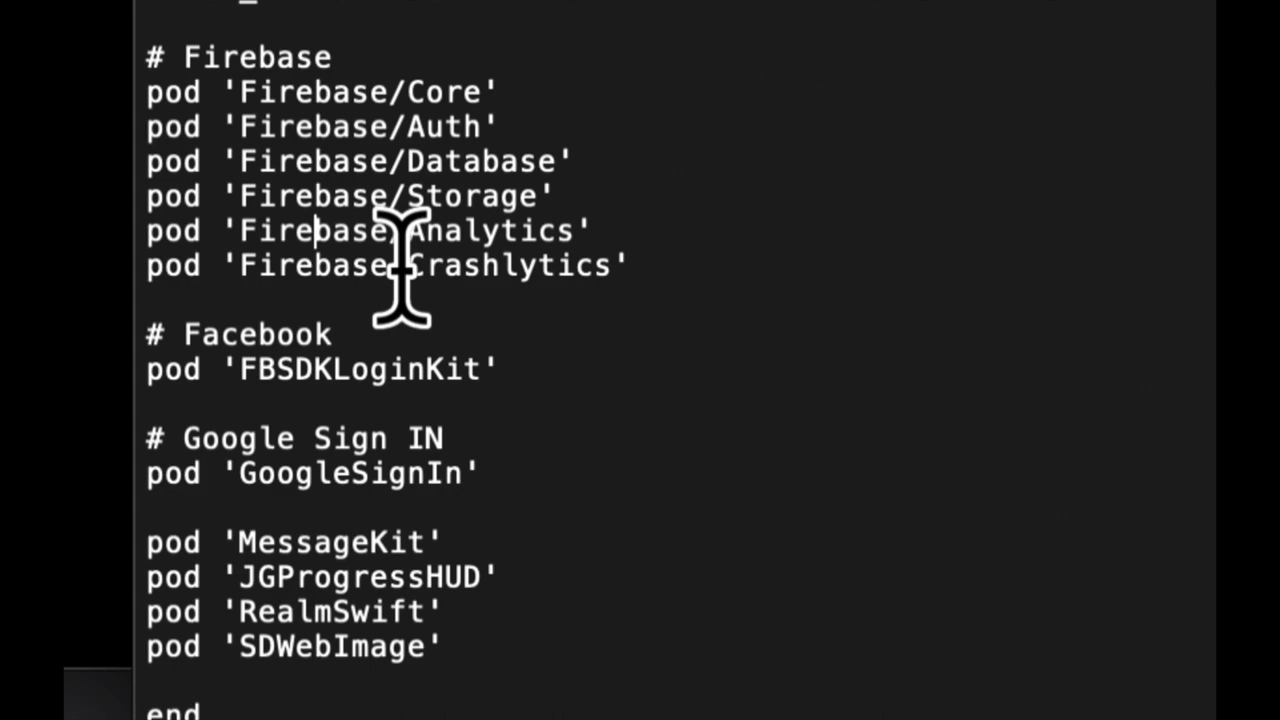 # Firebase
pod 'Firebase/Core'
pod 'Firebase/Auth'
pod 'Firebase/Database'
pod 'Firebase/Storage'
pod 'Firebase/Analytics'
pod 'Firebase/Crashlytics'
# Facebook
pod 'FBSDKLoginKit'
# Google Sign IN
pod 'GoogleSignIn'
pod 'MessageKit'
pod 'JGProgressHUD'
pod 'RealmSwift'
pod 'SDWebImage'
end